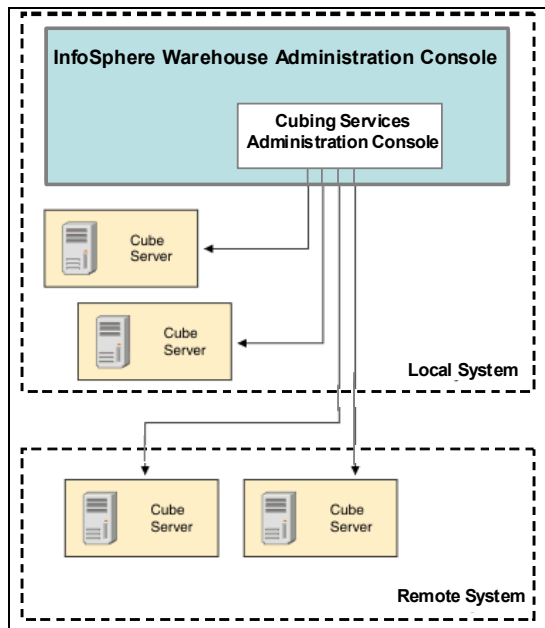 InfoSphere Warehouse Administration Console
Cubing Services
Administration Console
Cube
Server
Cube
Server
Local System
Cube
Server
Cube
Server
Remote System